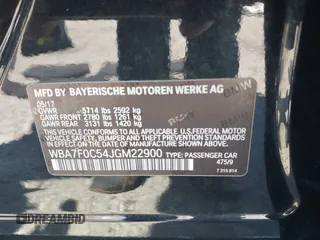 MFD BY BAYERISCHE MOTOREN WERKE AG
05/17
GVWR 5714 lbs 2592 kg
GAWR FRONT 2780 lbs 1261 kg
GAWR REAR 3131 lbs 1420 kg
THIS VEHICLE CONFORMS TO ALL APPLICABLE
U.S. FEDERAL MOTOR VEHICLE SAFETY, BUMPER
AND THEFT PREVENTION STANDARDS IN EFFECT ON
THE DATE OF MANUFACTURE SHOWN ABOVE.
WBA7F0C54JGM22900 TYPE: PASSENGER CAR
475/9
7 315 814
BMW